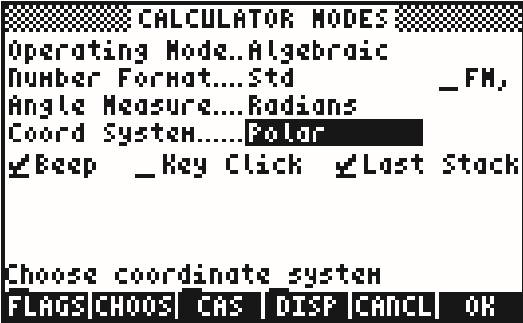 CALCULATOR MODES
Operating Mode..Algebraic
Number Format....Std _FM,
Angle Measure....Radians
Coord System......Polar
✓Beep _Key Click ✓Last Stack
Choose coordinate system
FLAGS CHOOS CAS DISP CANCL OK